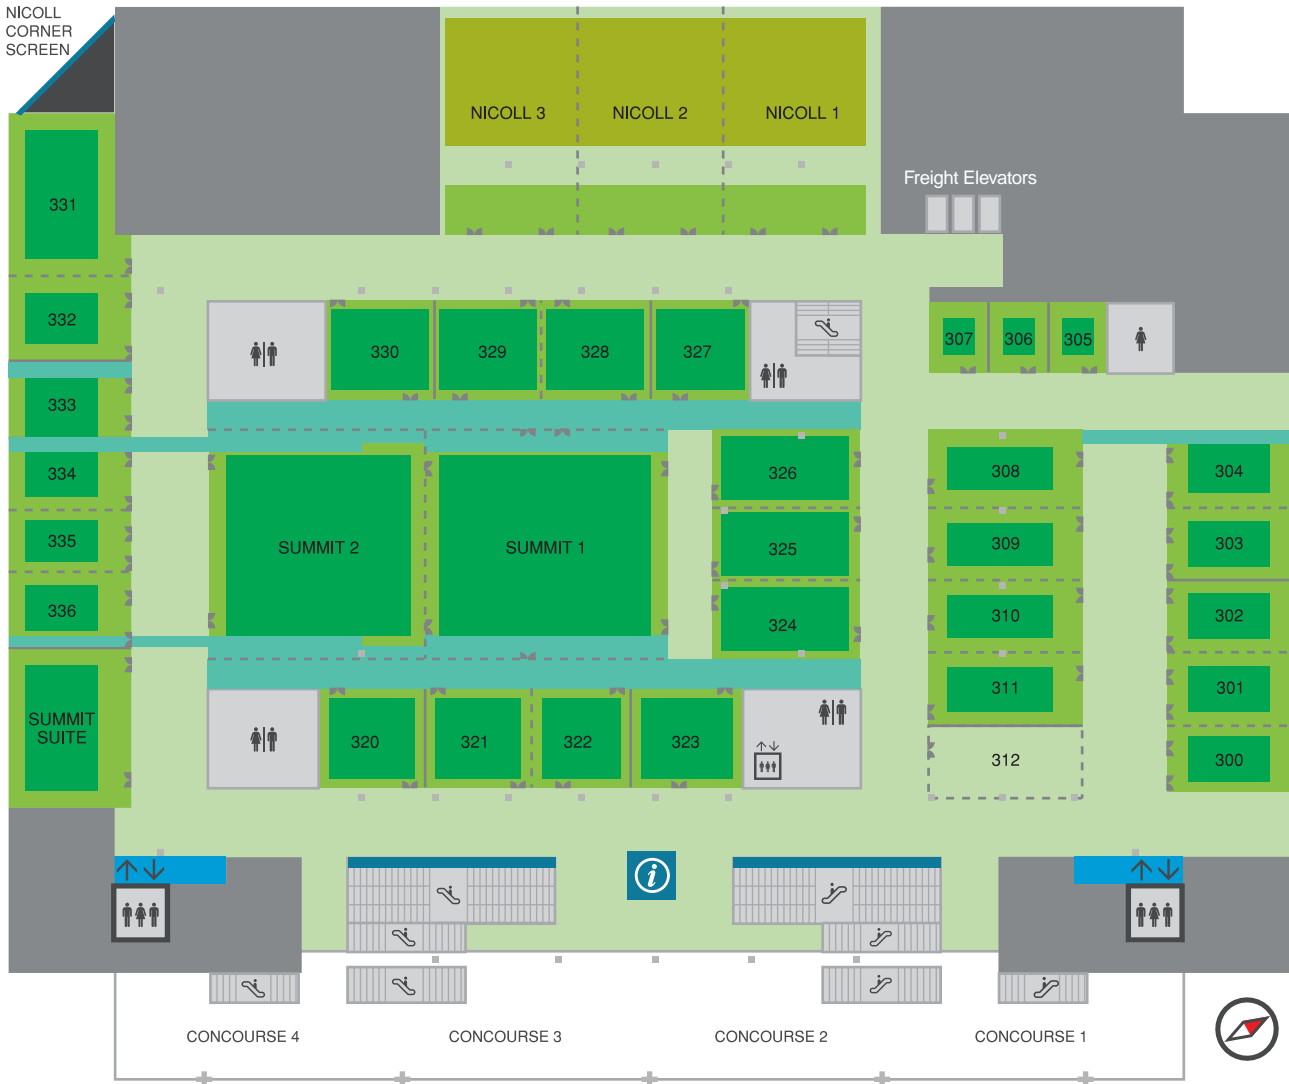 NICOLL
CORNER
SCREEN
NICOLL 3
NICOLL 2
NICOLL 1
Freight Elevators
331
332
330
329
328
327
307
306
305
333
334
326
308
304
335
SUMMIT 2
SUMMIT 1
325
309
303
336
324
310
302
SUMMIT
SUITE
311
301
320
321
322
323
312
300
i
CONCOURSE 4
CONCOURSE 3
CONCOURSE 2
CONCOURSE 1